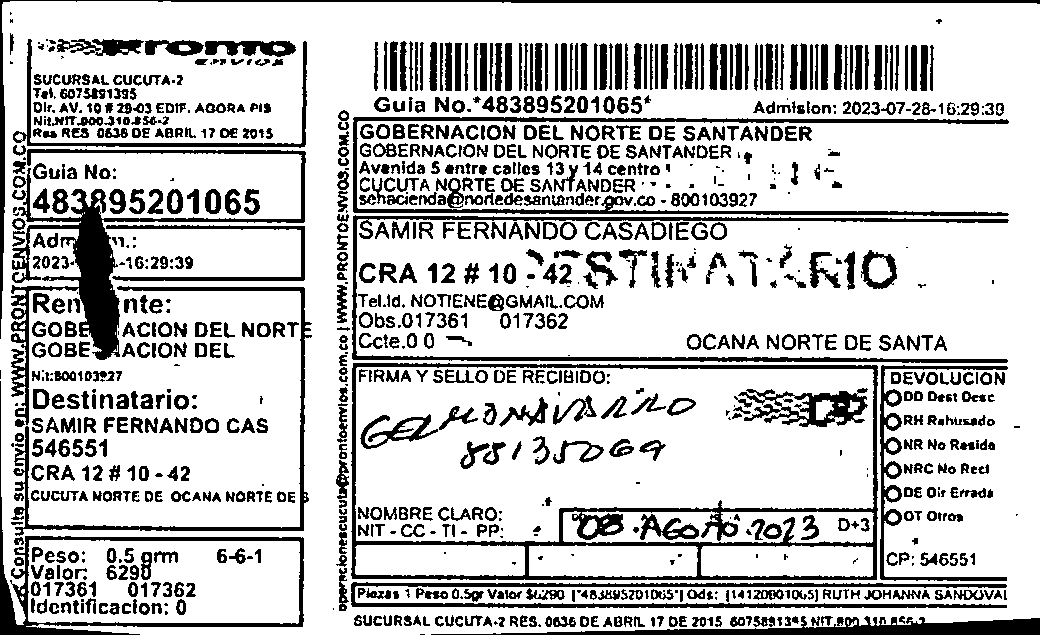 Pronto
ENVIOS
SUCURSAL CUCUTA-2
Tel. 6075891395
Dir. AV. 10 # 29-03 EDIF. AGORA PIS
Nit.NIT.900.310.856-2
Res RES 0636 DE ABRIL 17 DE 2015
Guia No:
483895201065
2023- -16:29:39
GOBE ACION DEL NORTE
GOBE ACION DEL
Nit:800103927
Destinatario:
SAMIR FERNANDO CAS
546551
CRA 12 # 10 - 42
CUCUTA NORTE DE OCANA NORTE DE S
Peso: 0.5 grm 6-6-1
Valor: 6290
017361 017362
Identificacion: 0
Consulte su envio en: WWW.PRONTOENVIOS.COM.CO
operacionescucuta@prontoenvios.com.co | WWW.PRONTOENVIOS.COM.CO
Guia No.*483895201065*
Admision: 2023-07-28-16:29:39
GOBERNACION DEL NORTE DE SANTANDER
GOBERNACION DEL NORTE DE SANTANDER
Avenida 5 entre calles 13 y 14 centro
CUCUTA NORTE DE SANTANDER
sehacienda@nortedesantander.gov.co - 800103927
SAMIR FERNANDO CASADIEGO
CRA 12 # 10 - 42
DESTINATARIO
Tel.Id. NOTIENE@GMAIL.COM
Obs.017361 017362
Ccte.0 0
OCANA NORTE DE SANTA
FIRMA Y SELLO DE RECIBIDO:
88135069
NOMBRE CLARO:
NIT - CC - TI - PP:
08 - AGOSTO 2023
D+3
DEVOLUCION
DD Dest Desc
RH Rehusado
NR No Reside
NRC No Recl
DE Dir Errada
OT Otros
CP: 546551
Piezas 1 Peso 0.5gr Valor $6290 [*483895201065*] Ods: [14120001065] RUTH JOHANNA SANDOVAL
SUCURSAL CUCUTA-2 RES. 0636 DE ABRIL 17 DE 2015 6075891395 NIT.900.310.856-2